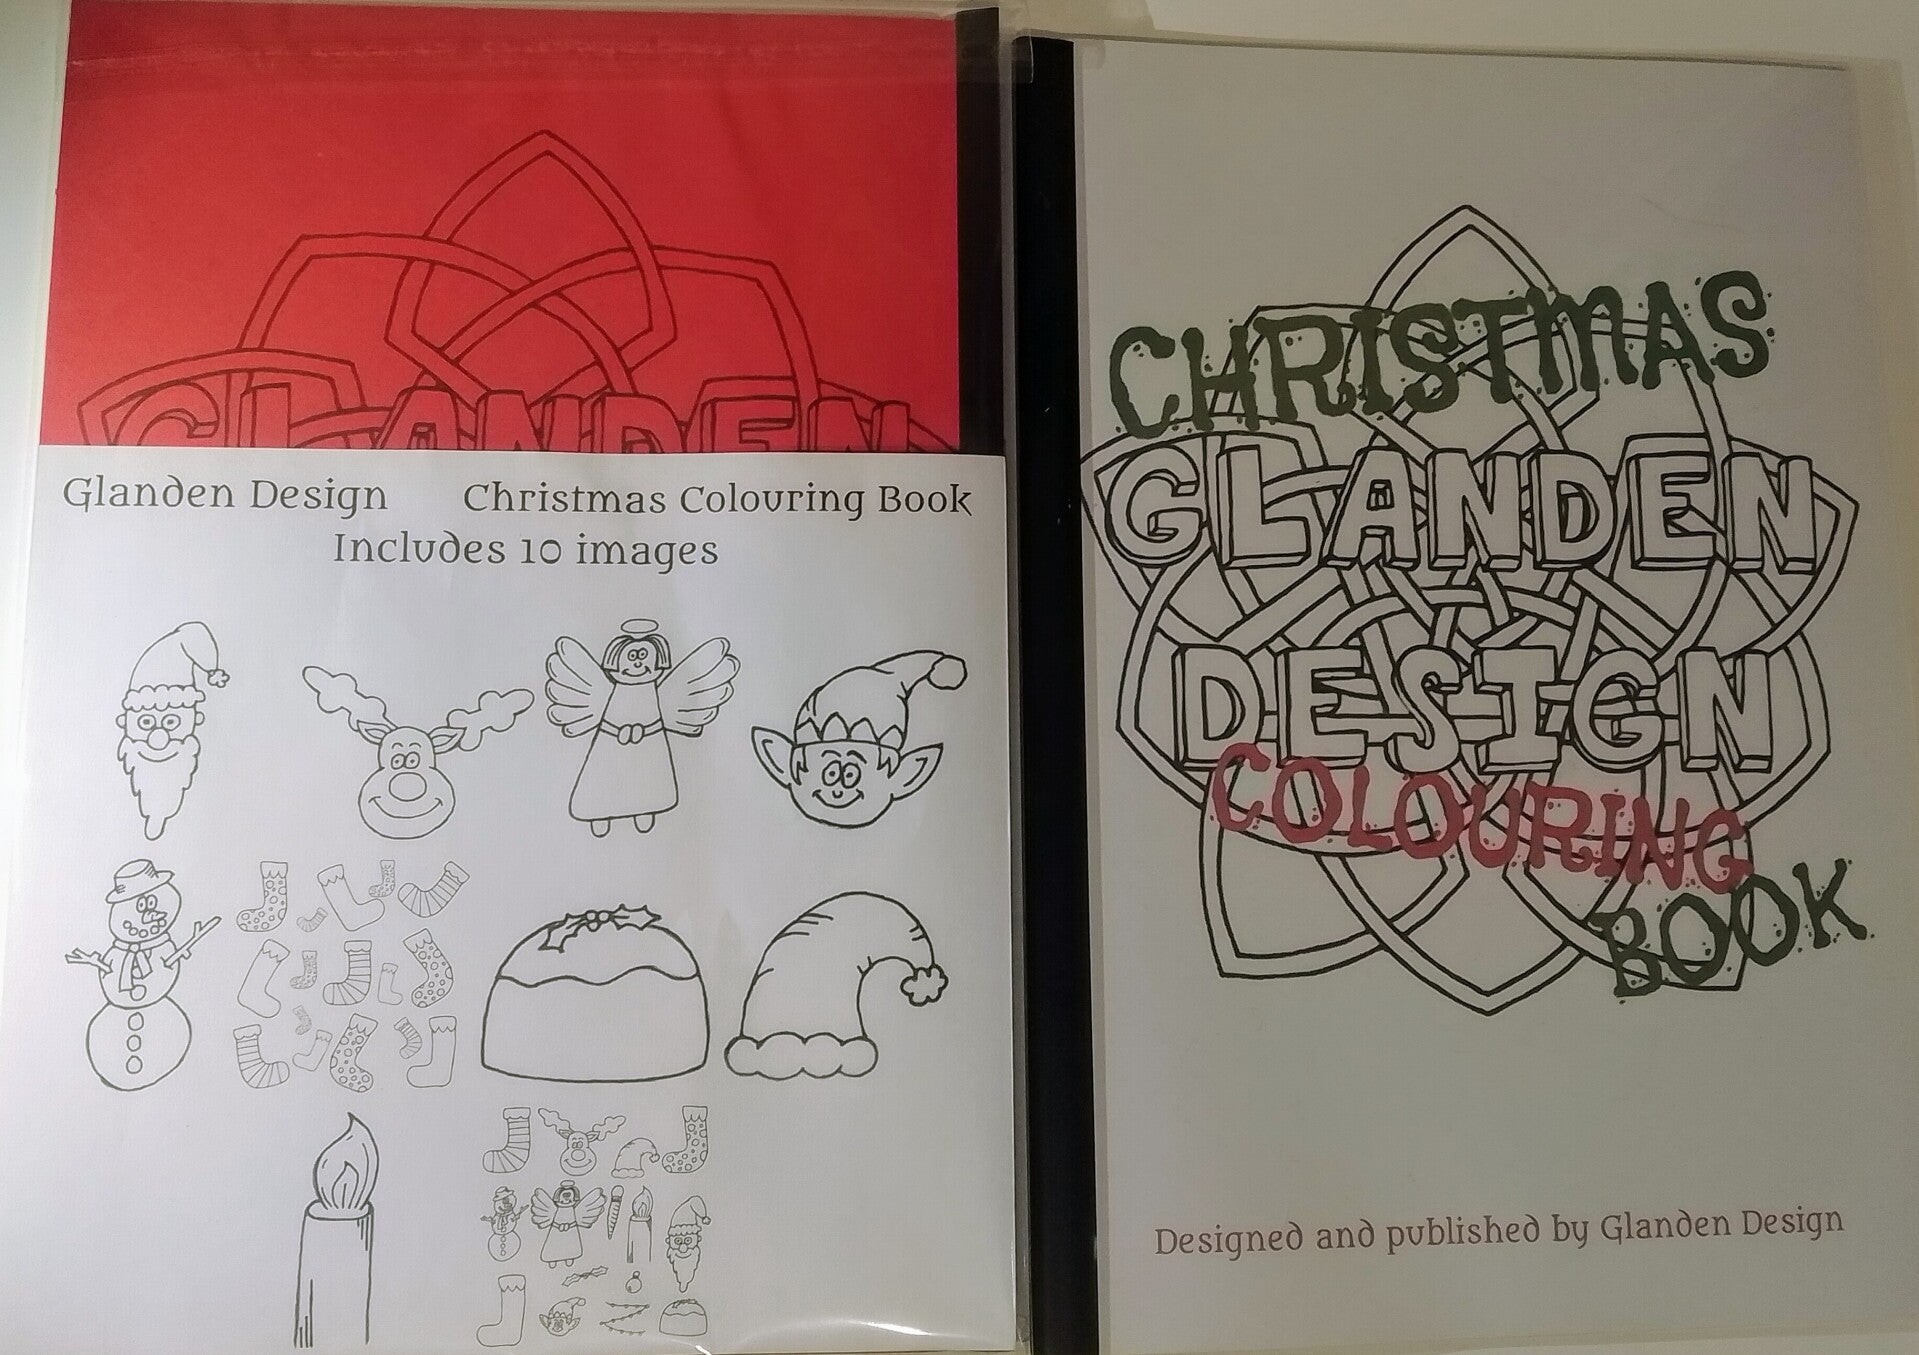 GLANDEN
Glanden Design Christmas Colouring Book
Includes 10 images
CHRISTMAS
GLANDEN
DESIGN
COLOURING
BOOK
Designed and published by Glanden Design